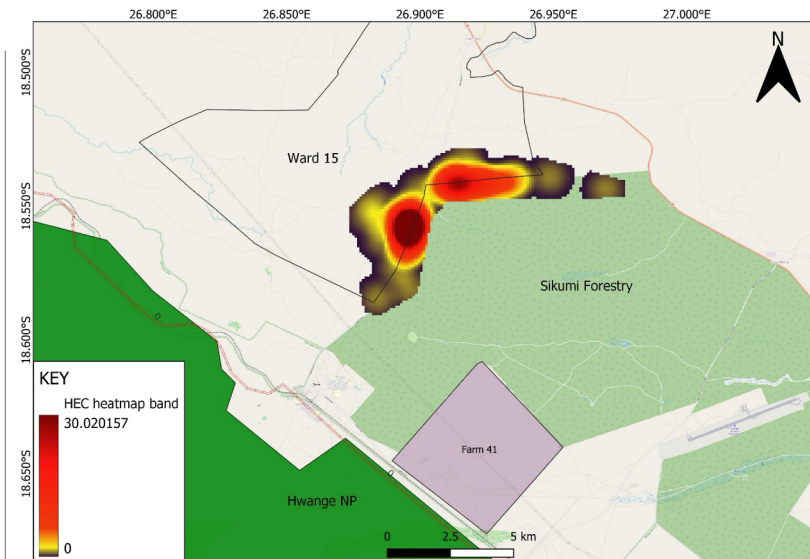 26.800°E 26.850°E 26.900°E 26.950°E 27.000°E
N
18.500°S
Ward 15
18.550°S
Sikumi Forestry
18.600°S
KEY
HEC heatmap band
30.020157
0
Farm 41
18.650°S
Hwange NP
0 2.5 5 km